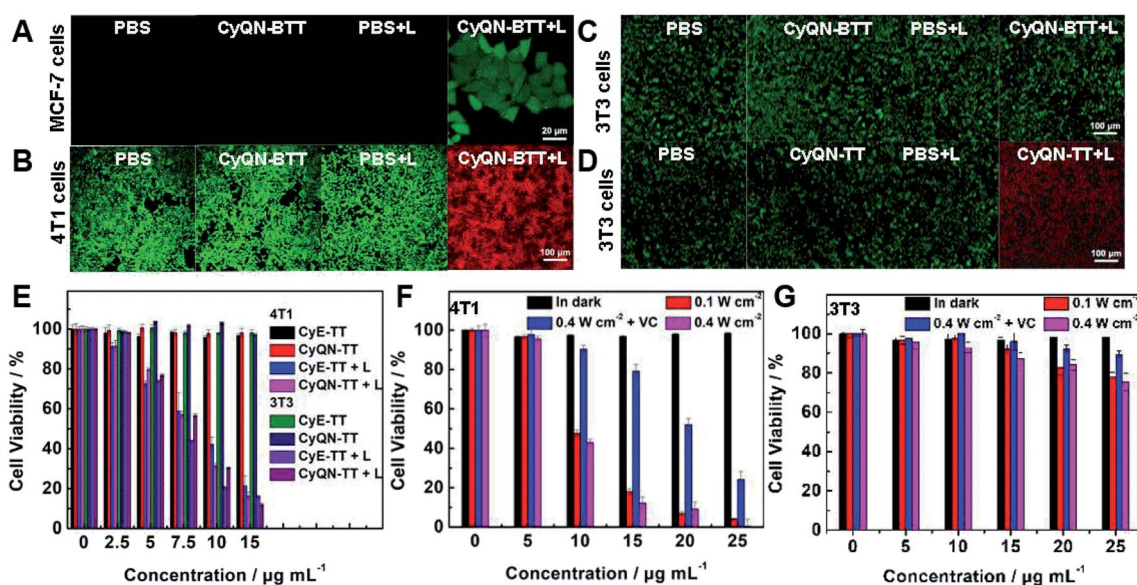 A
MCF-7 cells
PBS
CyQN-BTT
PBS+L
CyQN-BTT+L
20 µm
B
4T1 cells
PBS
CyQN-BTT
PBS+L
CyQN-BTT+L
100 µm
C
3T3 cells
PBS
CyQN-BTT
PBS+L
CyQN-BTT+L
100 µm
D
3T3 cells
PBS
CyQN-TT
PBS+L
CyQN-TT+L
100 µm
E
Cell Viability / %
100
80
60
40
20
0
4T1
CyE-TT
CyQN-TT
CyE-TT + L
CyQN-TT + L
3T3
CyE-TT
CyQN-TT
CyE-TT + L
CyQN-TT + L
0 2.5 5 7.5 10 15
Concentration / µg mL⁻¹
F
4T1
In dark
0.1 W cm⁻²
0.4 W cm⁻² + VC
0.4 W cm⁻²
Cell Viability / %
100
80
60
40
20
0
0 5 10 15 20 25
Concentration / µg mL⁻¹
G
3T3
In dark
0.1 W cm⁻²
0.4 W cm⁻² + VC
0.4 W cm⁻²
Cell Viability / %
100
80
60
40
20
0
0 5 10 15 20 25
Concentration / µg mL⁻¹